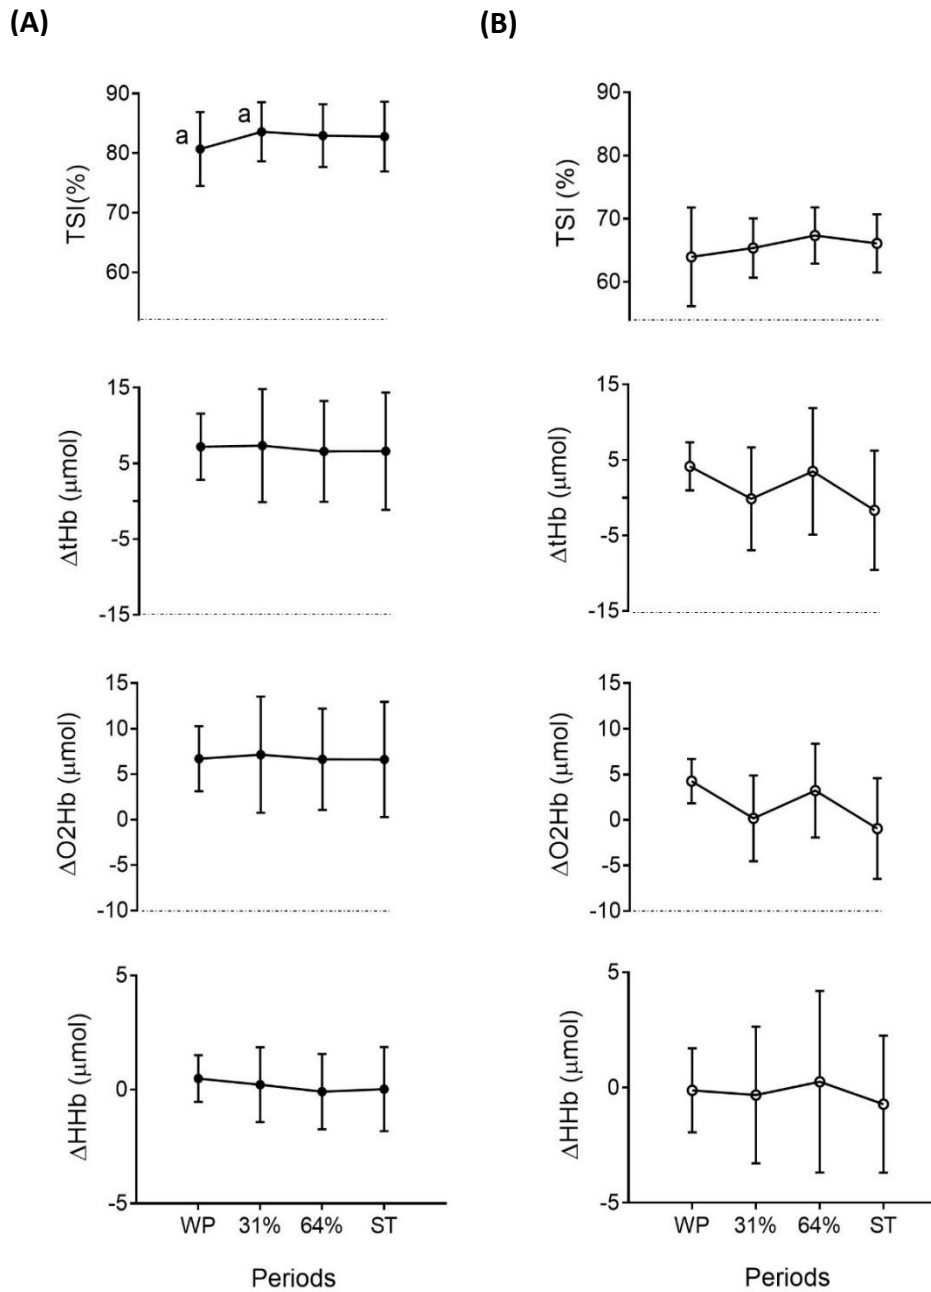 (A)
(B)
TSI(%)
90
80
70
60
a
a
TSI (%)
90
70
60
ΔtHb (μmol)
15
5
-5
-15
ΔtHb (μmol)
15
5
-5
-15
ΔO2Hb (μmol)
15
10
5
0
-5
-10
ΔO2Hb (μmol)
15
10
5
0
-5
-10
ΔHHb (μmol)
5
0
-5
WP 31% 64% ST
Periods
ΔHHb (μmol)
5
0
-5
WP 31% 64% ST
Periods